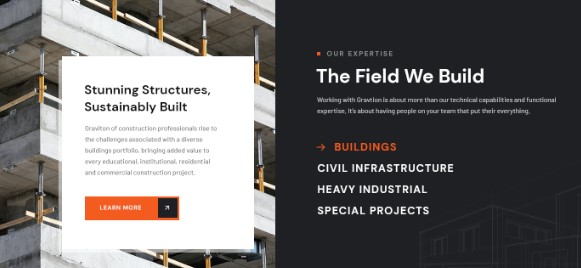 Stunning Structures,
Sustainably Built
Graviton of construction professionals rise to
the challenges associated with a diverse
buildings portfolio, bringing added value to
every educational, institutional, residential
and commercial construction project.
LEARN MORE
OUR EXPERTISE
The Field We Build
Working with Gravtion is about more than our technical capabilities and functional
expertise, it's about having people on your team that put their everything.
BUILDINGS
CIVIL INFRASTRUCTURE
HEAVY INDUSTRIAL
SPECIAL PROJECTS